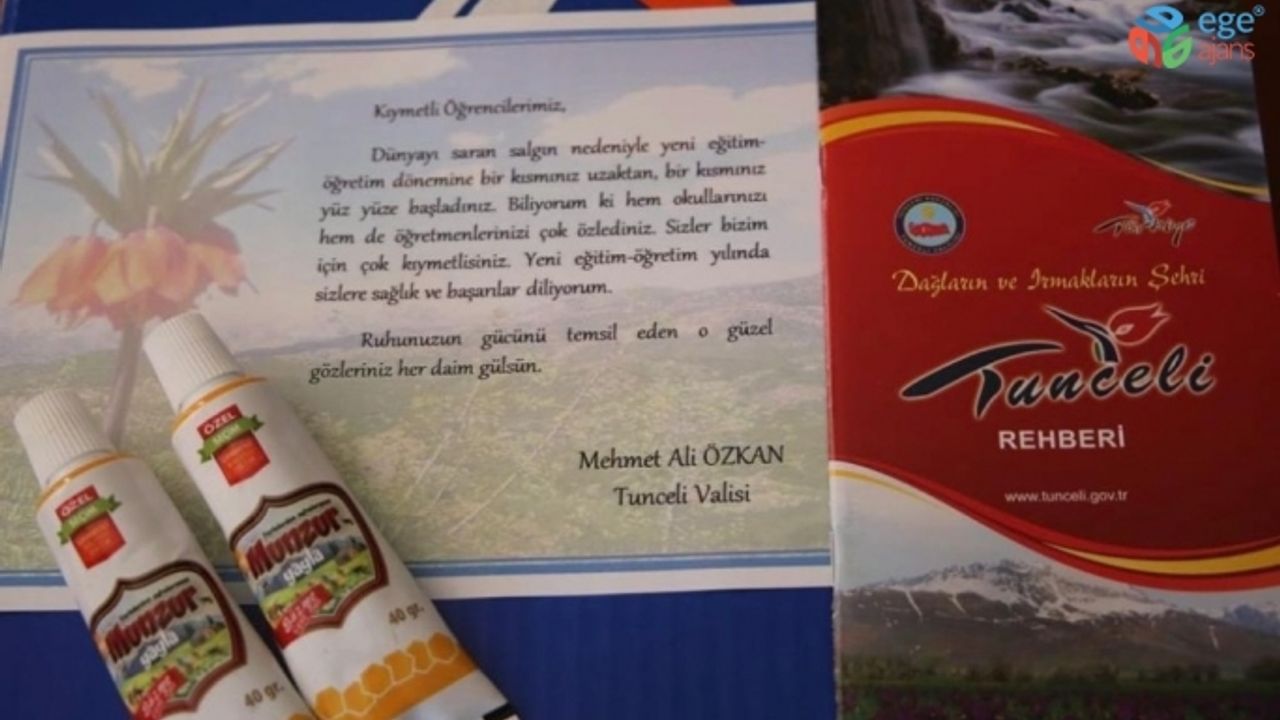 ege
ajans
Kıymetli Öğrencilerimiz,
Dünyayı saran salgın nedeniyle yeni eğitim-
öğretim dönemine bir kısmınız uzaktan, bir kısmınız
yüz yüze başladınız. Biliyorum ki hem okullarınızı
hem de öğretmenlerinizi çok özlediniz. Sizler bizim
için çok kıymetlisiniz. Yeni eğitim-öğretim yılında
sizlere sağlık ve başarılar diliyorum.
Ruhunuzun gücünü temsil eden o güzel
gözleriniz her daim gülsün.
Mehmet Ali ÖZKAN
Tunceli Valisi
Türkiye
Dağların ve Irmakların Şehri
Tunceli
REHBERİ
www.tunceli.gov.tr
ÖZEL
Munzur
yayla
40 gr.
ÖZEL
Munzur
yayla
40 gr.